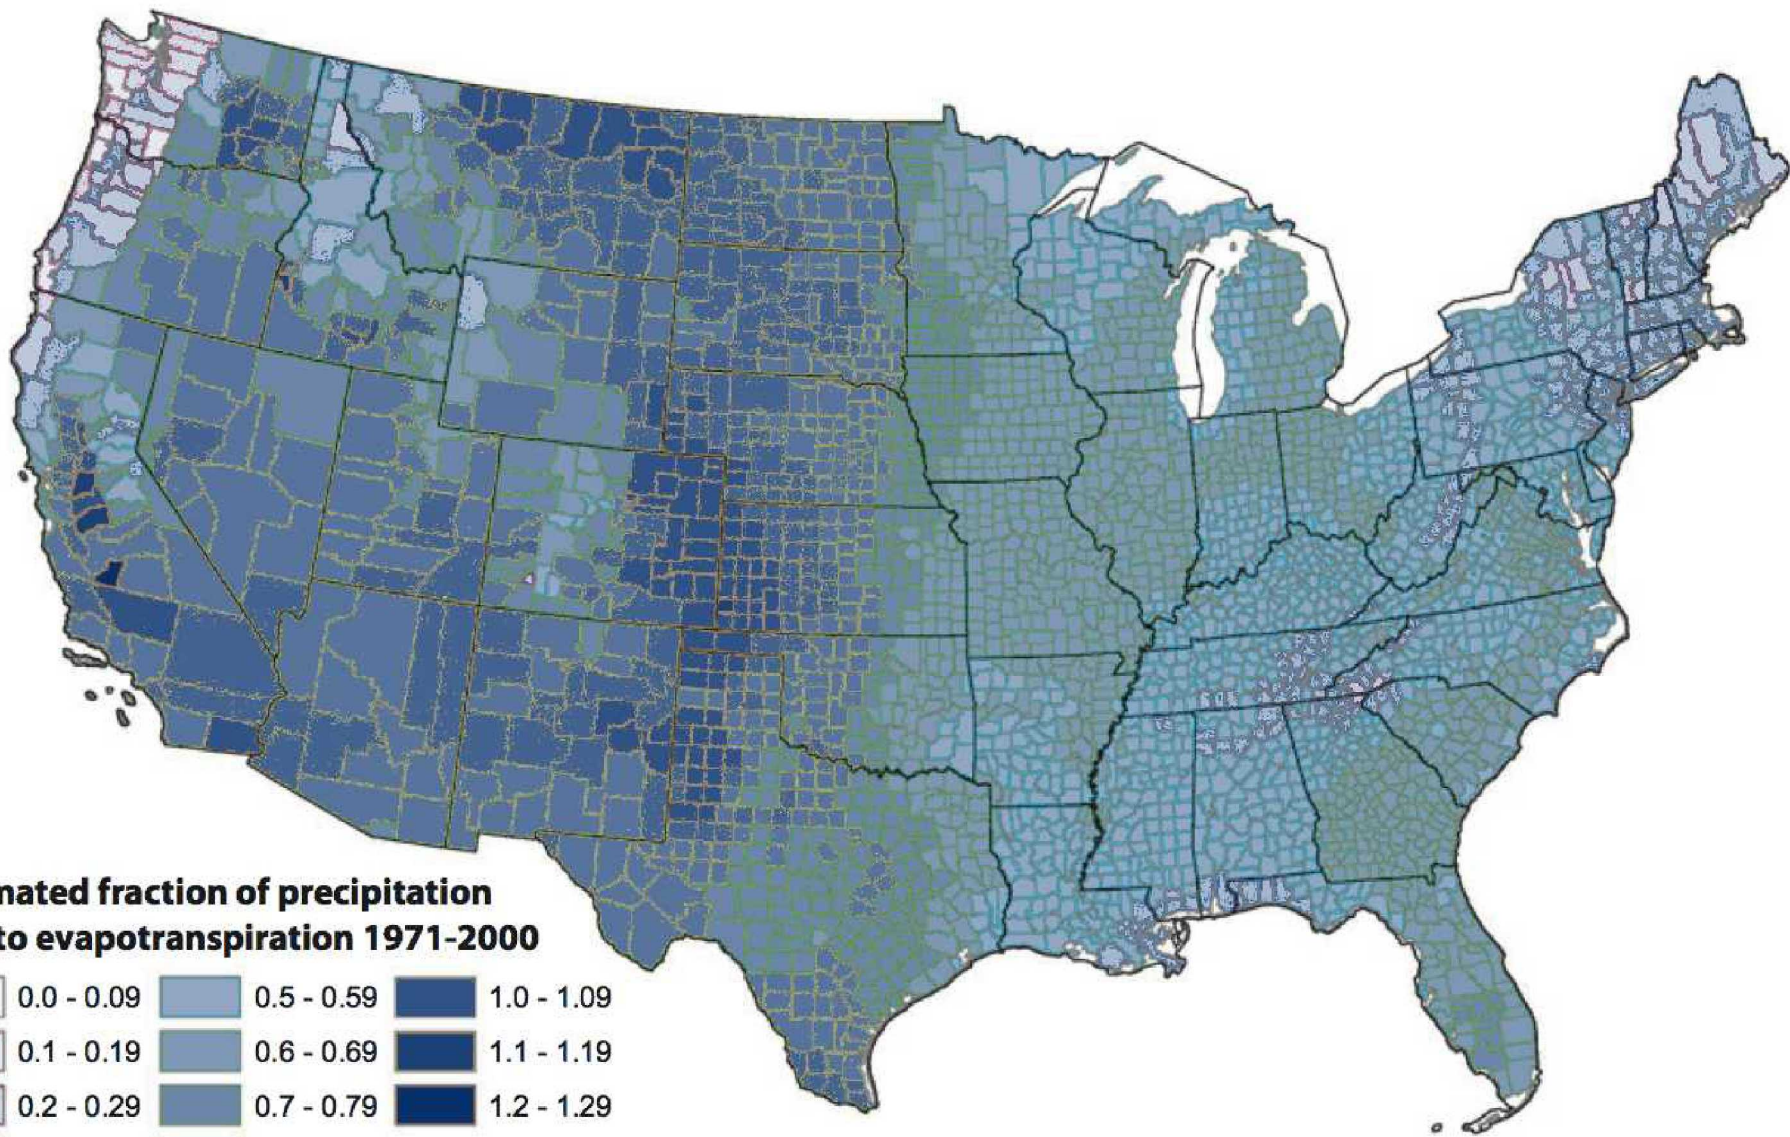 mated fraction of precipitation
to evapotranspiration 1971-2000
0.0 - 0.09 0.5 - 0.59 1.0 - 1.09
0.1 - 0.19 0.6 - 0.69 1.1 - 1.19
0.2 - 0.29 0.7 - 0.79 1.2 - 1.29